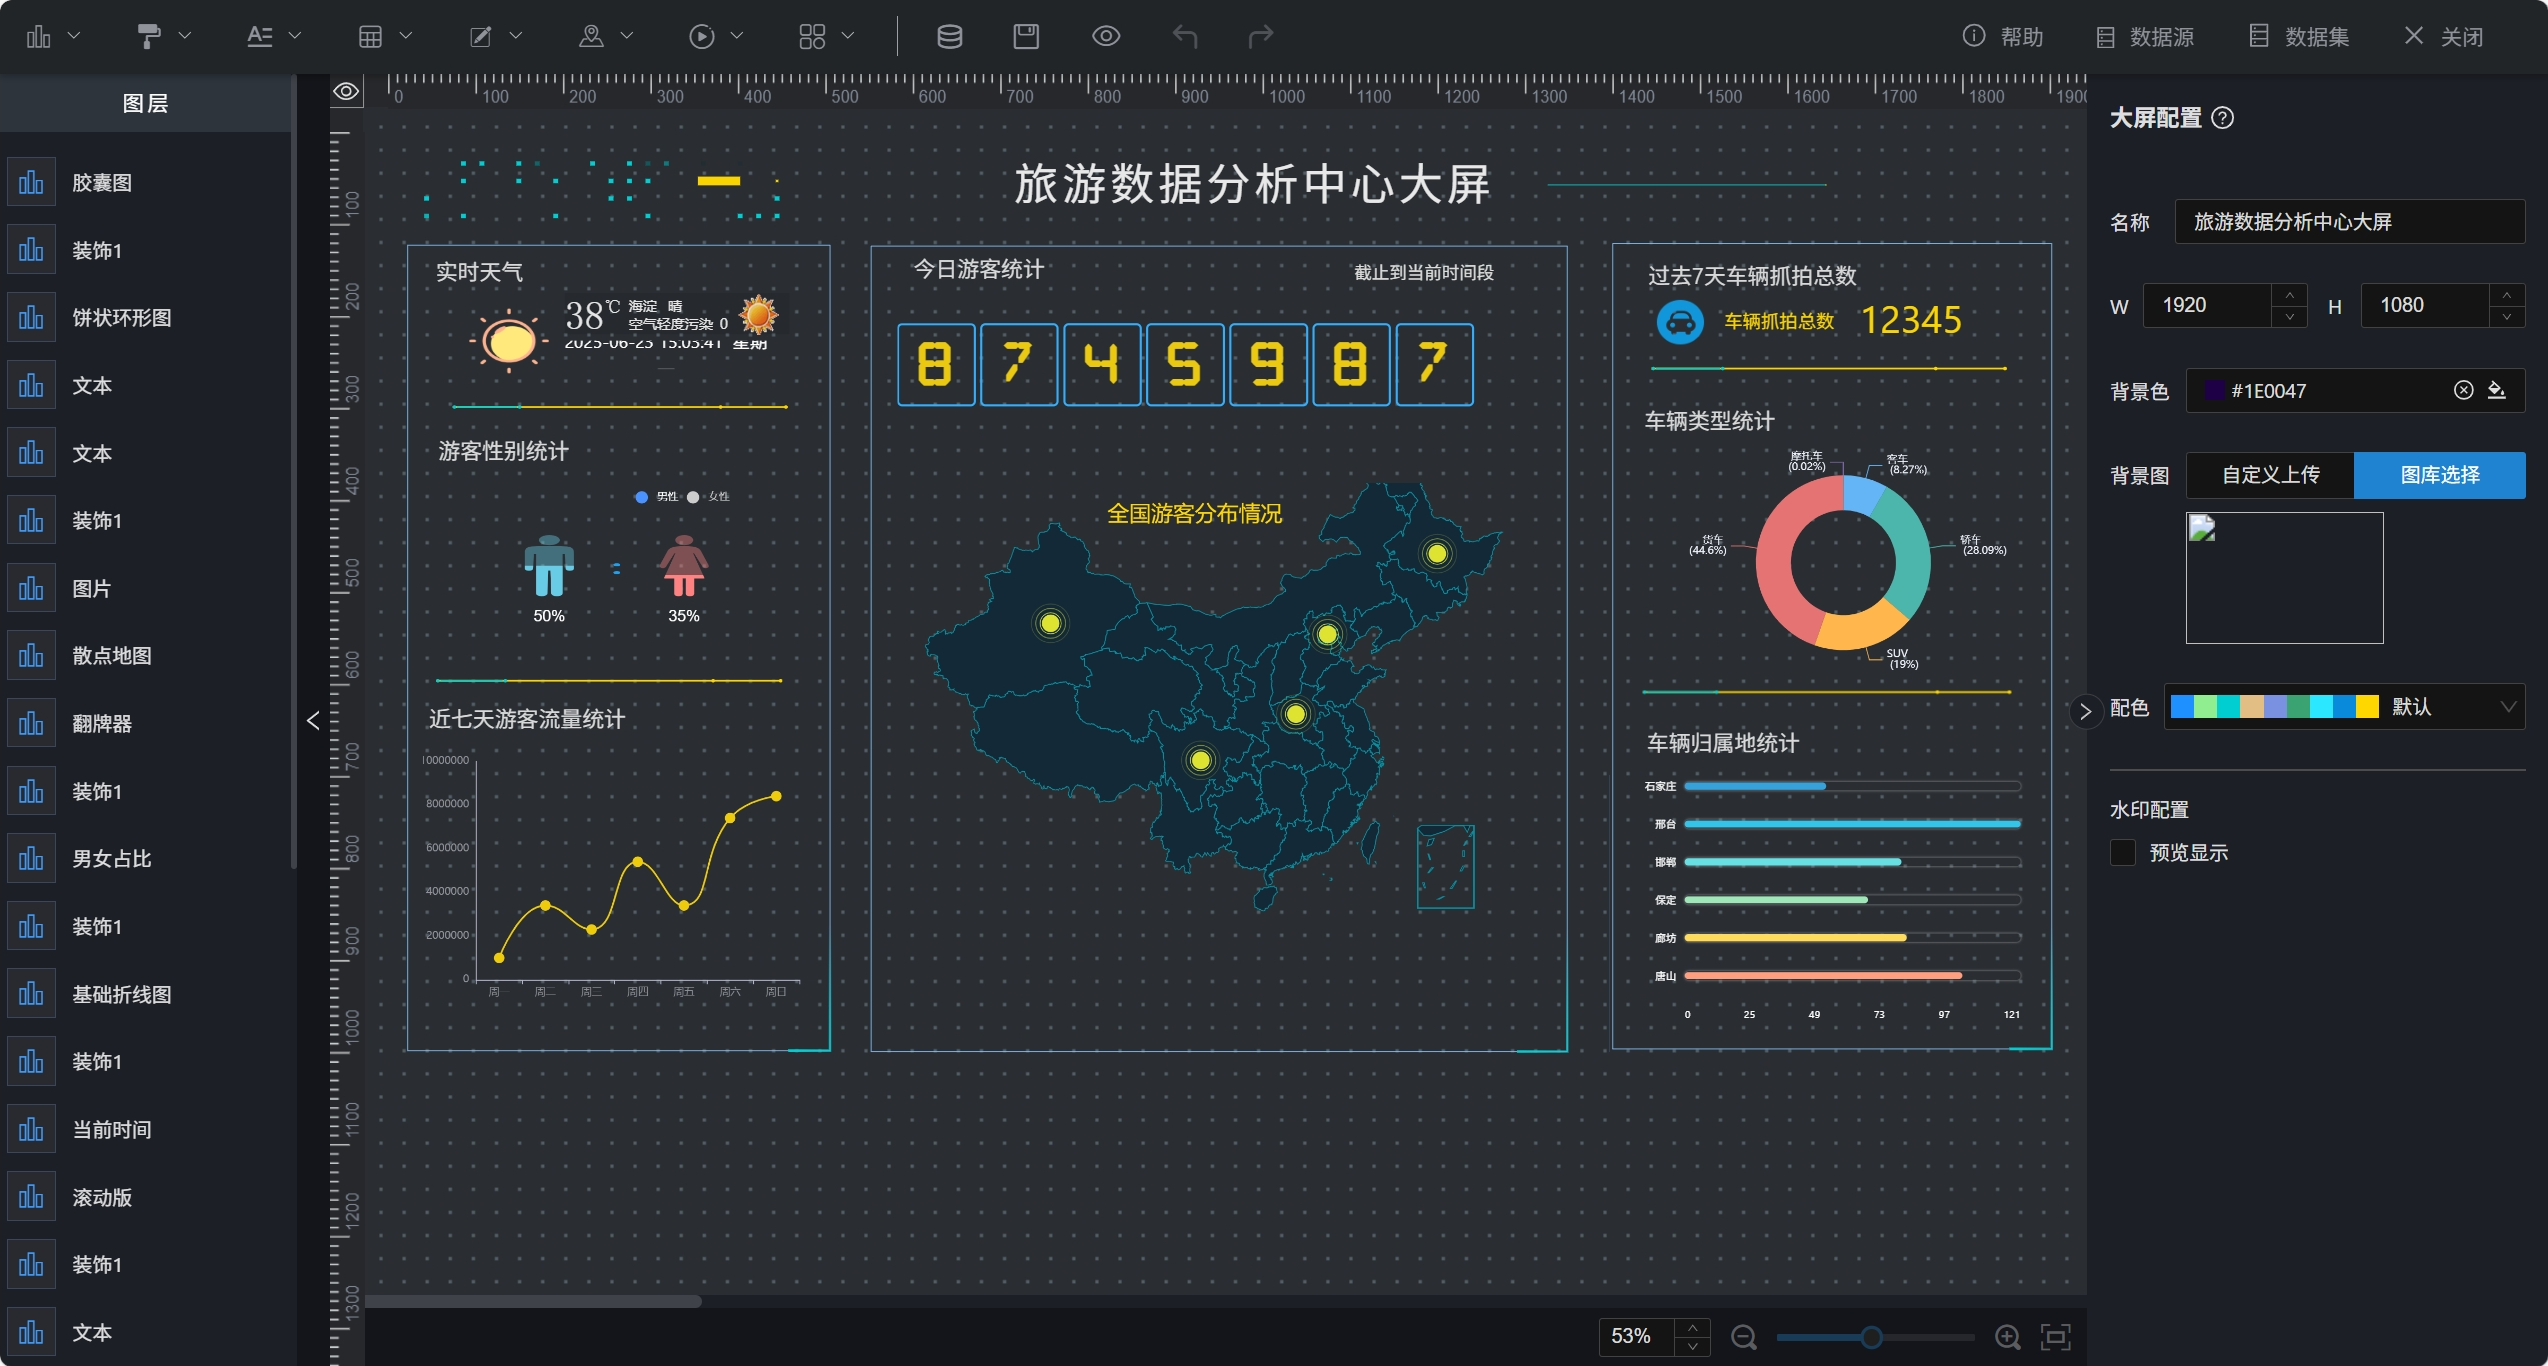 帮助
数据源
数据集
关闭
图层
胶囊图
装饰1
饼状环形图
文本
文本
装饰1
图片
散点地图
翻牌器
装饰1
男女占比
装饰1
基础折线图
装饰1
当前时间
滚动版
装饰1
文本
0 100 200 300 400 500 600 700 800 900 1000 1100 1200 1300 1400 1500 1600 1700 1800 1900
100
200
300
400
500
600
700
800
900
1000
1100
1200
1300
旅游数据分析中心大屏
实时天气
38℃ 海淀 晴
空气轻度污染 0
2025-06-23 15:03:41 星期
游客性别统计
男性 女性
50% 35%
近七天游客流量统计
10000000
8000000
6000000
4000000
2000000
0
周一 周二 周三 周四 周五 周六 周日
今日游客统计
截止到当前时间段
8 7 4 5 9 8 7
全国游客分布情况
过去7天车辆抓拍总数
车辆抓拍总数 12345
车辆类型统计
摩托车
(0.02%)
客车
(8.27%)
货车
(44.6%)
轿车
(28.09%)
SUV
(19%)
车辆归属地统计
石家庄
邢台
邯郸
保定
廊坊
唐山
0 25 49 73 97 121
53%
大屏配置
名称 旅游数据分析中心大屏
W 1920 H 1080
背景色 #1E0047
背景图 自定义上传 图库选择
配色 默认
水印配置
预览显示